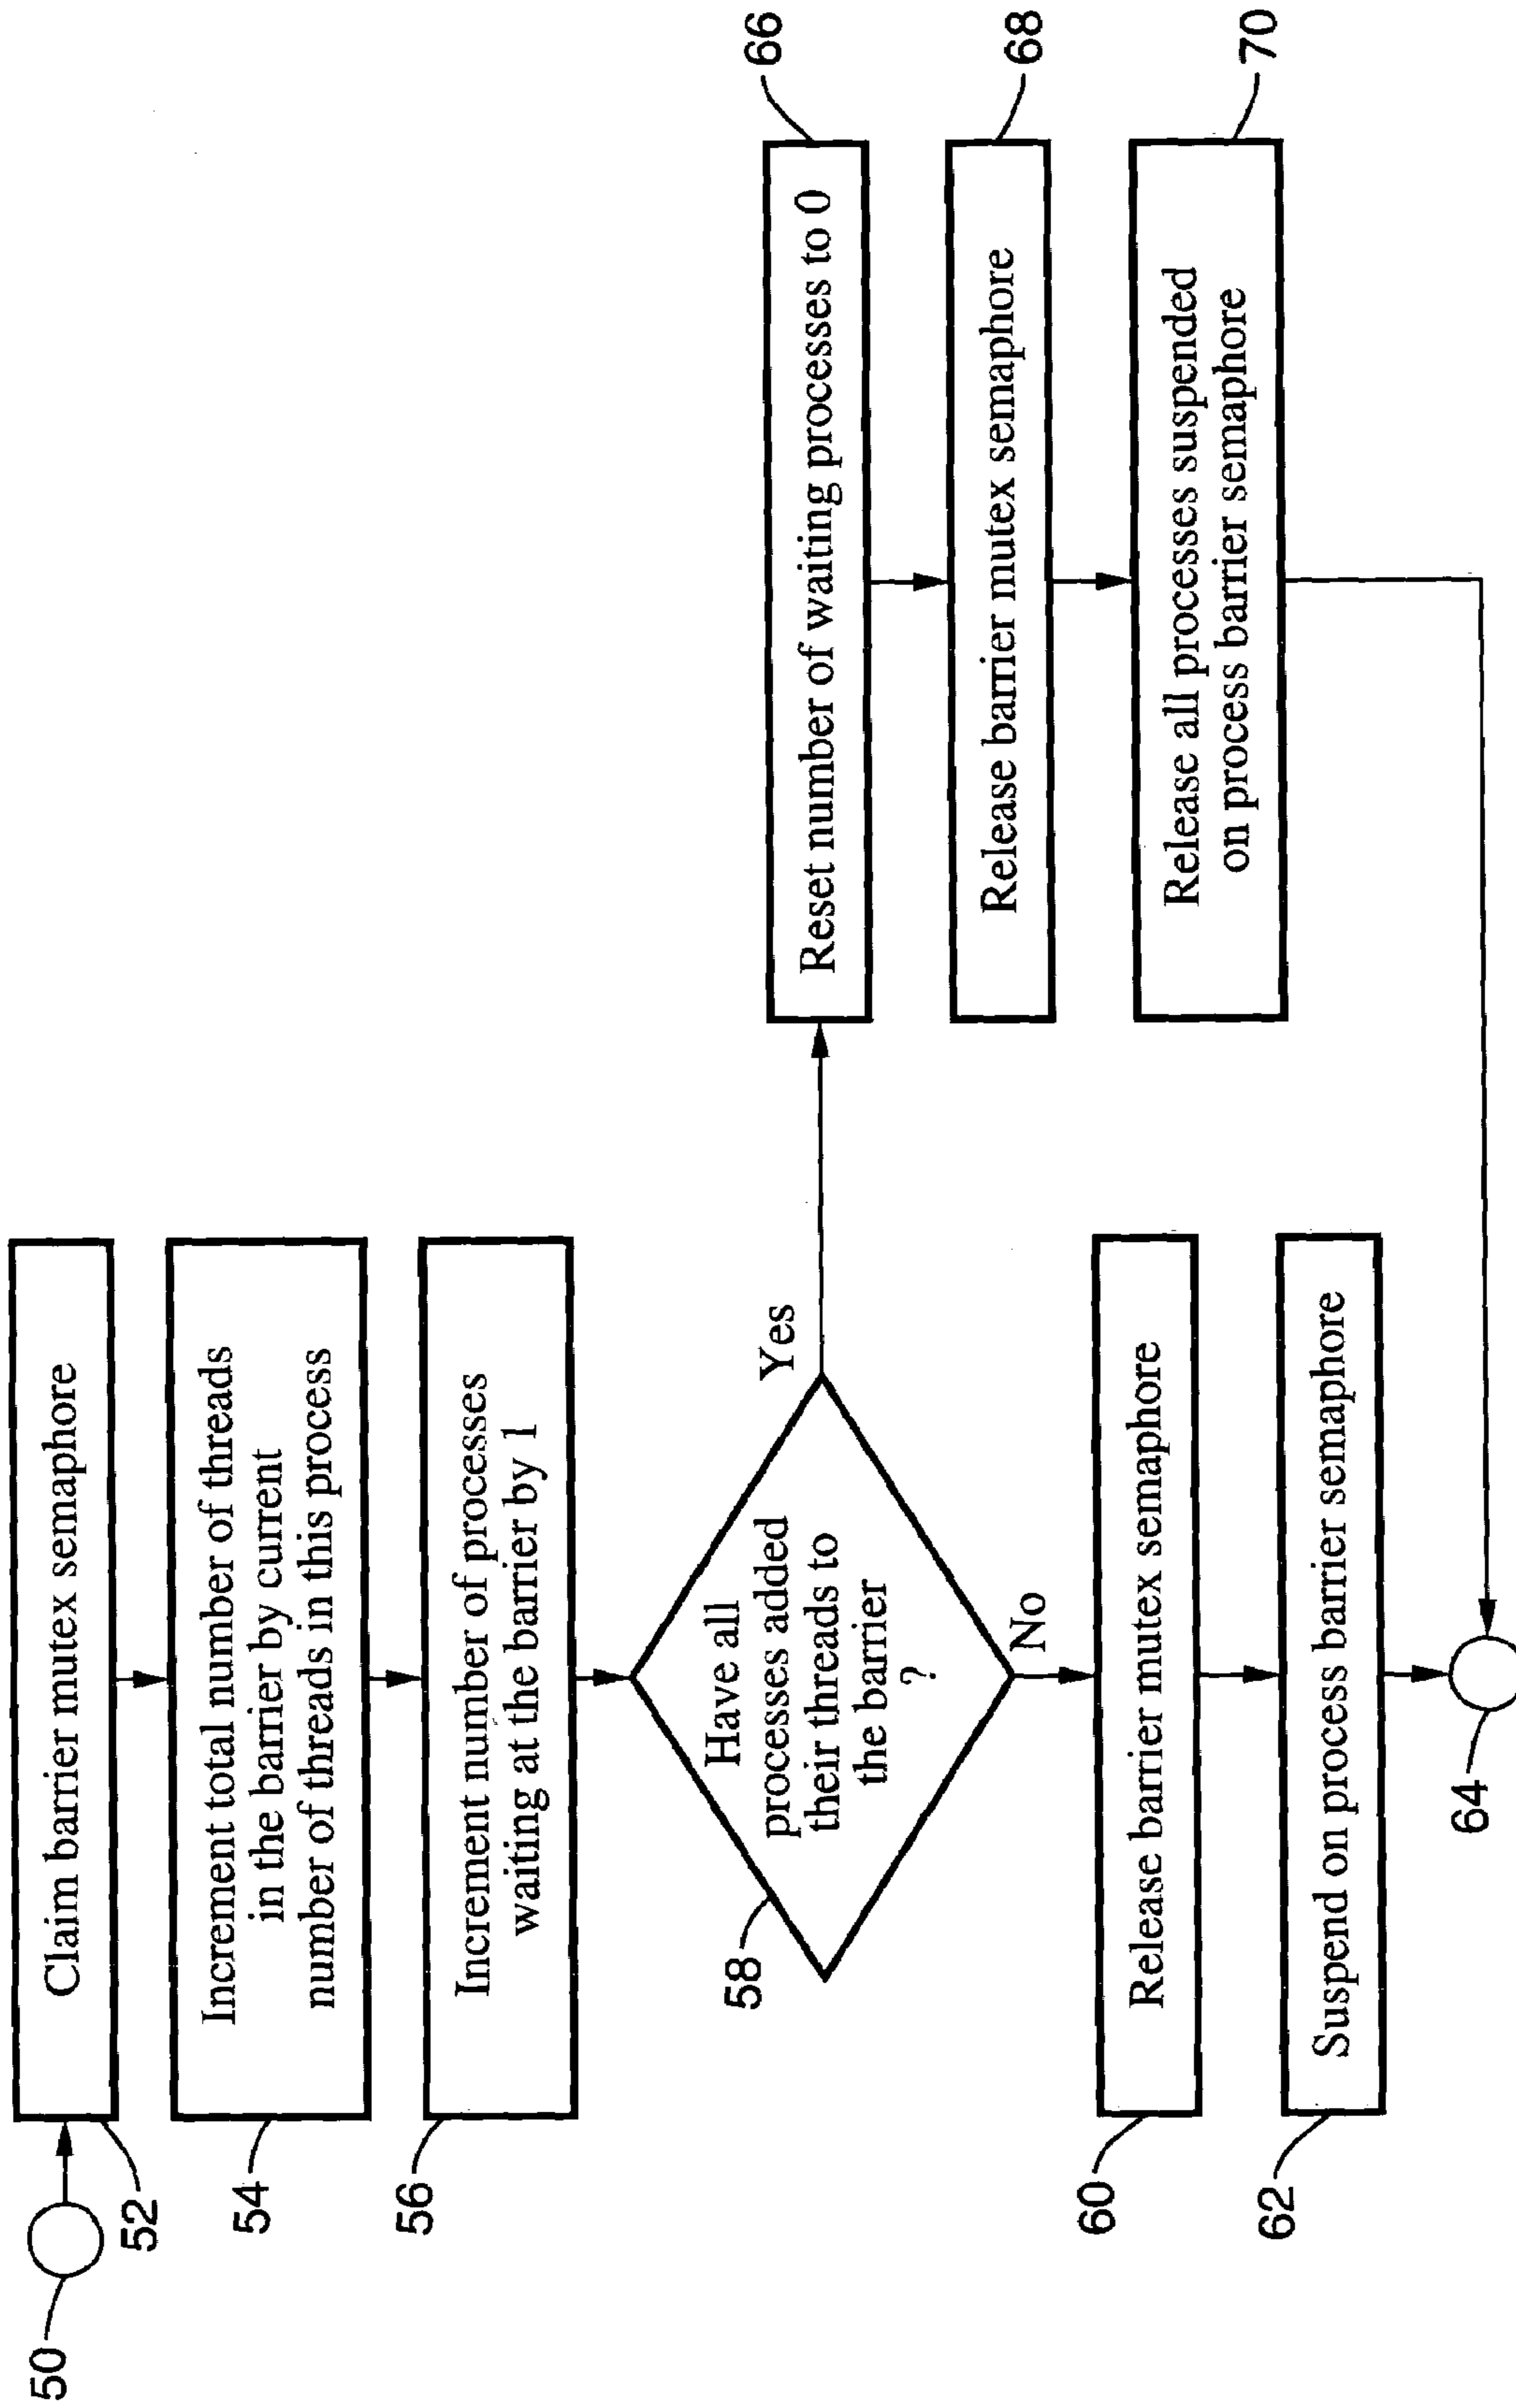 50
52
Claim barrier mutex semaphore
54
Increment total number of threads
in the barrier by current
number of threads in this process
56
Increment number of processes
waiting at the barrier by 1
58
Have all
processes added
their threads to
the barrier
?
Yes
No
60
Release barrier mutex semaphore
62
Suspend on process barrier semaphore
64
66
Reset number of waiting processes to 0
68
Release barrier mutex semaphore
70
Release all processes suspended
on process barrier semaphore